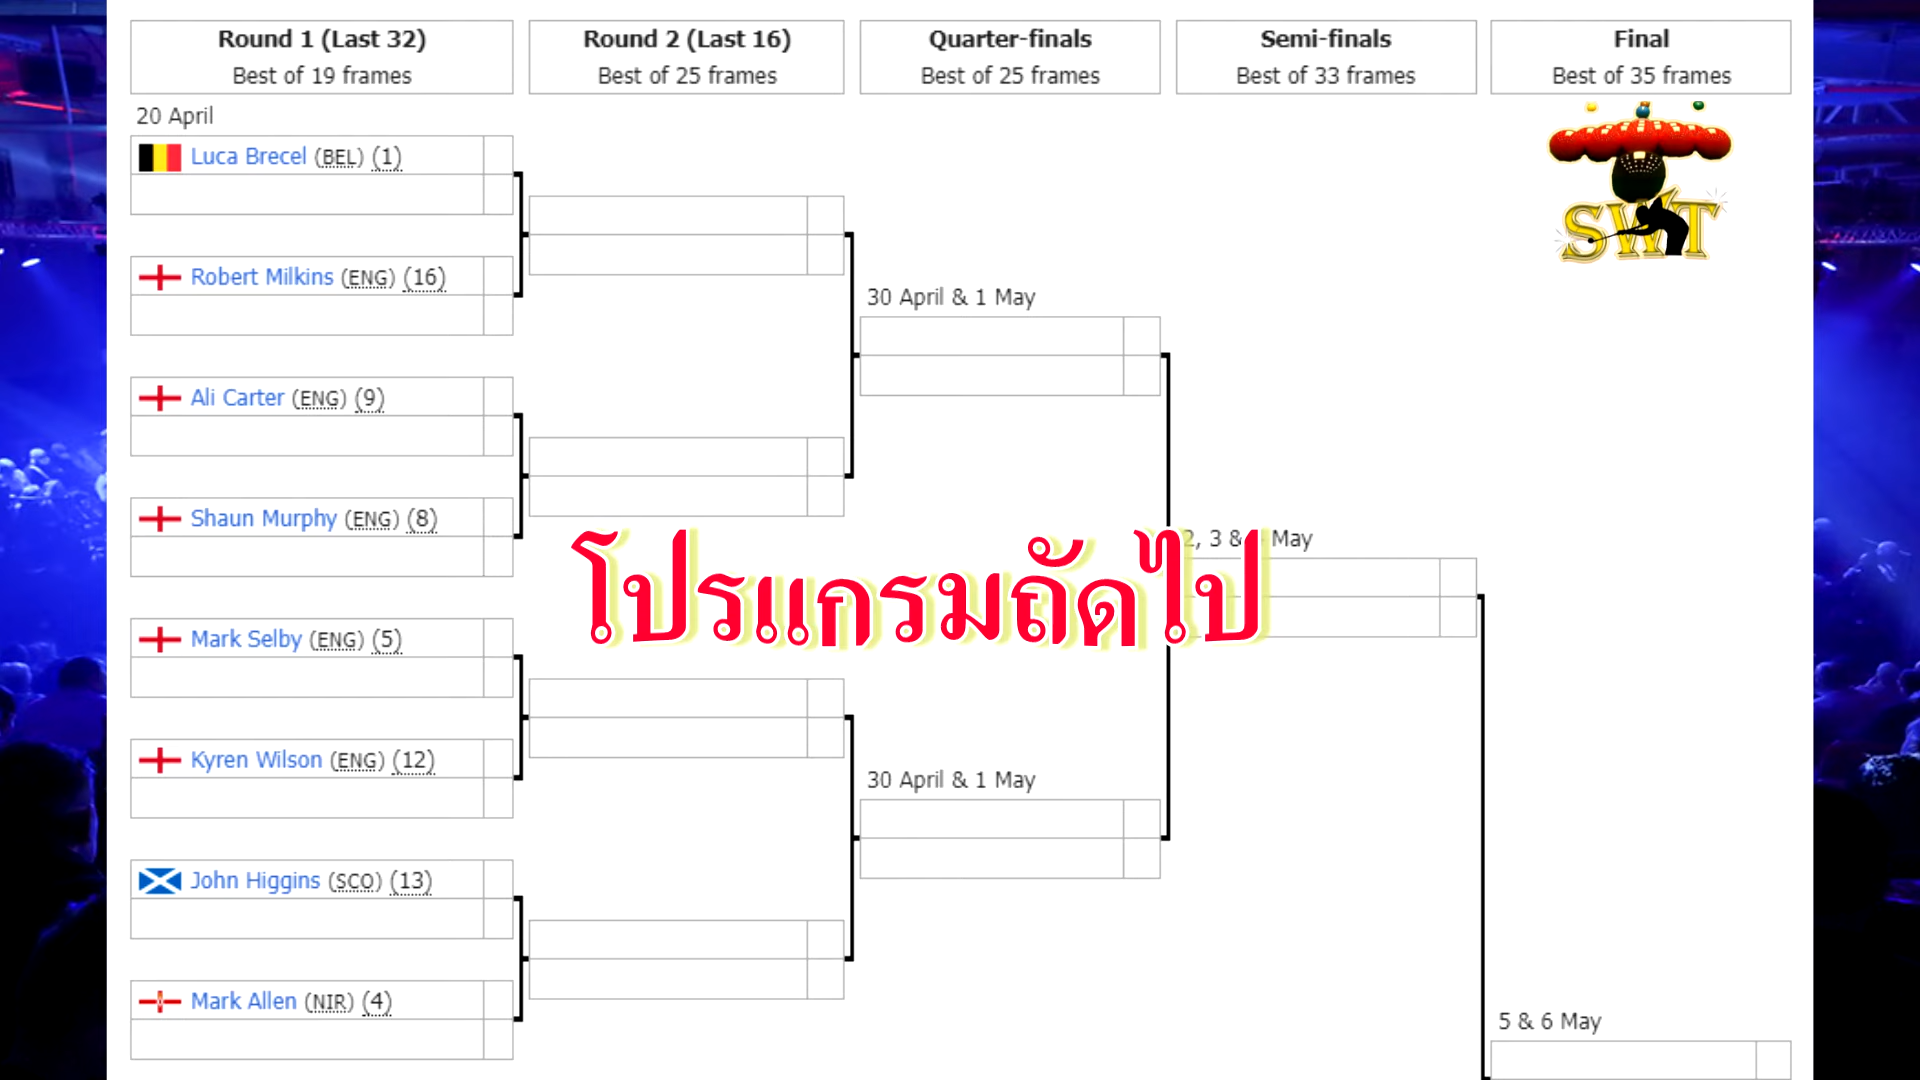 Round 1 (Last 32)
Best of 19 frames
Round 2 (Last 16)
Best of 25 frames
Quarter-finals
Best of 25 frames
Semi-finals
Best of 33 frames
Final
Best of 35 frames
20 April
Luca Brecel (BEL) (1)
SWT
Robert Milkins (ENG) (16)
30 April & 1 May
Ali Carter (ENG) (9)
Shaun Murphy (ENG) (8)
2, 3 & May
โปรแกรมถัดไป
Mark Selby (ENG) (5)
Kyren Wilson (ENG) (12)
30 April & 1 May
John Higgins (SCO) (13)
Mark Allen (NIR) (4)
5 & 6 May